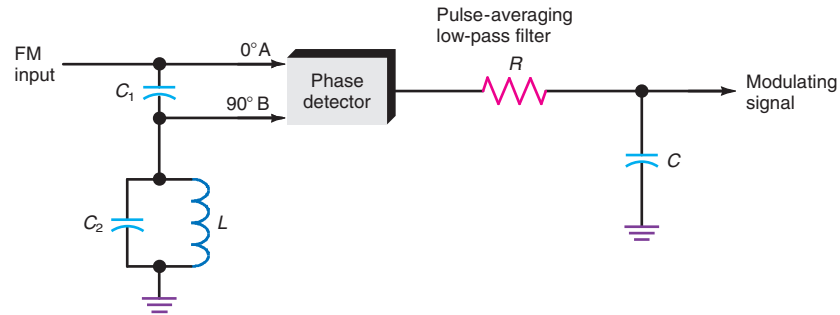 Pulse-averaging
low-pass filter
FM
input
0° A
R
C1
Phase
detector
Modulating
signal
90° B
C
C2
L